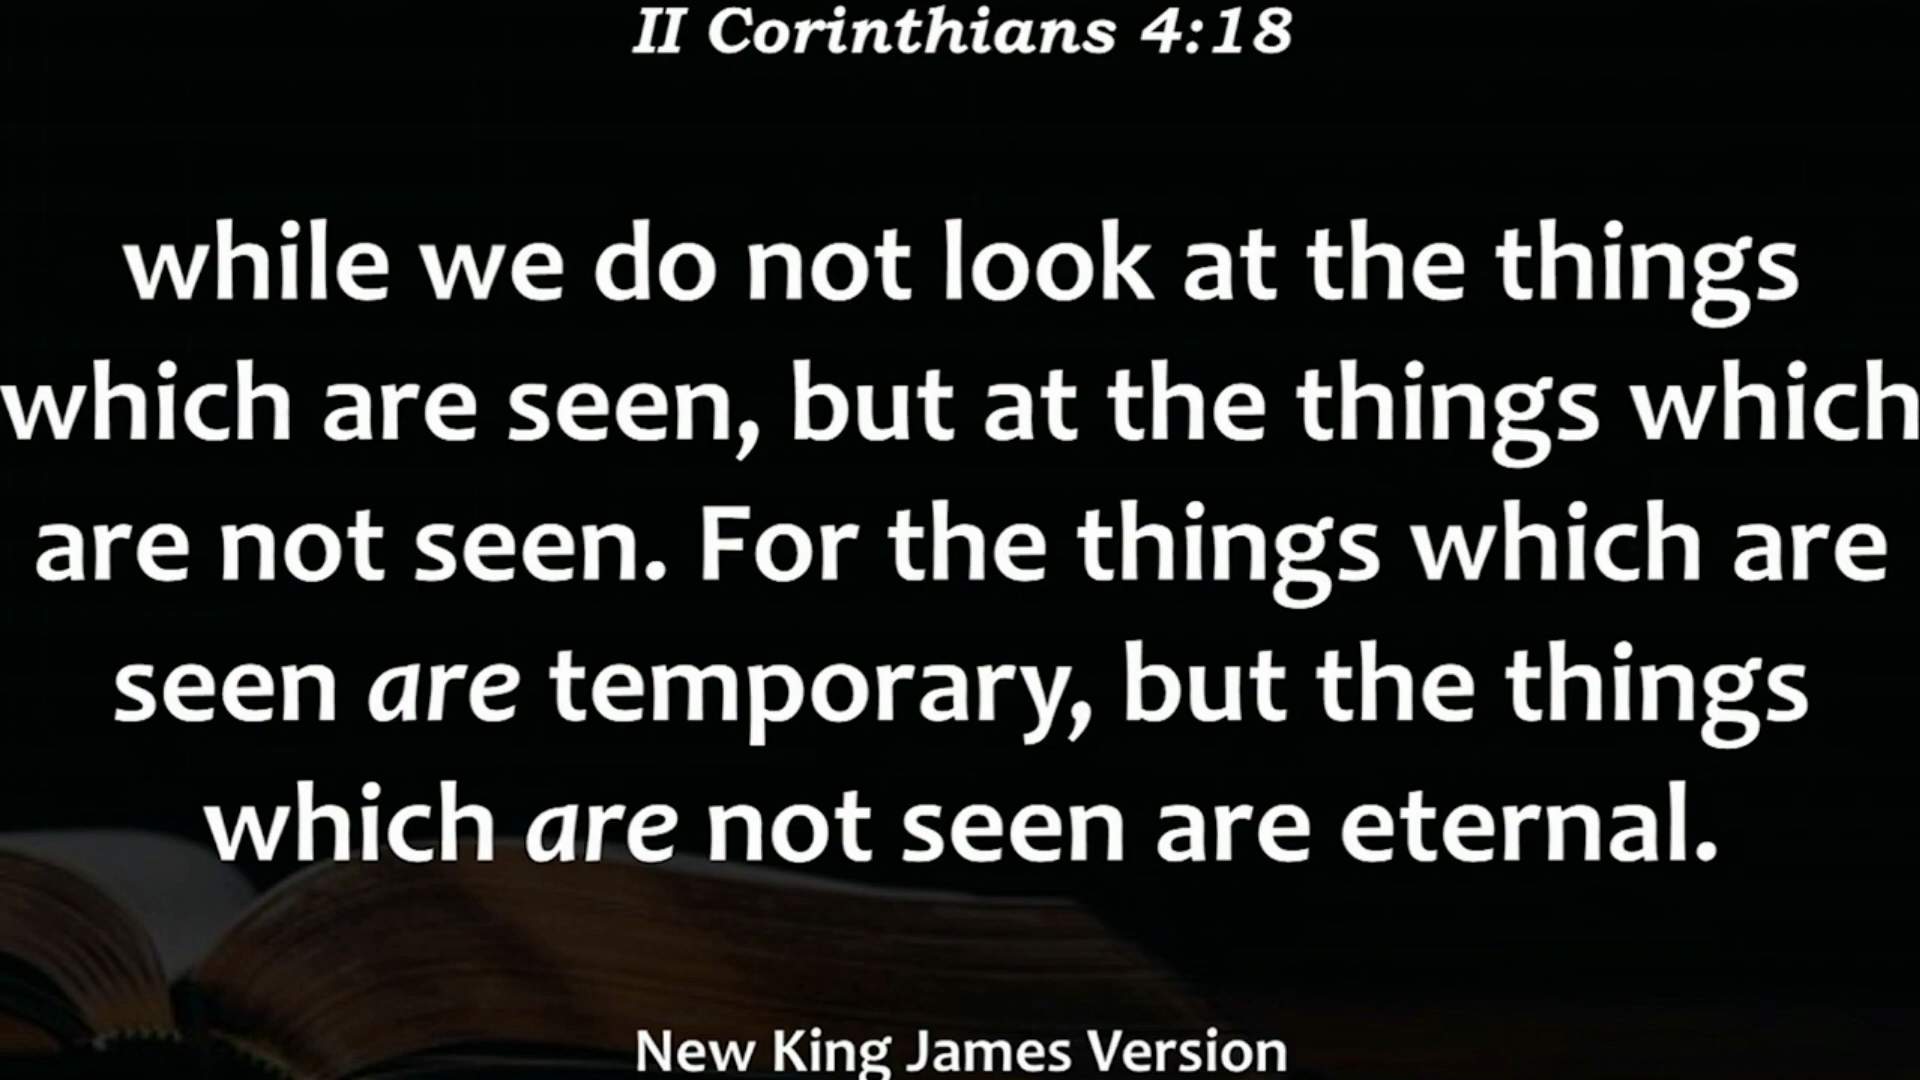 II Corinthians 4:18
while we do not look at the things
which are seen, but at the things which
are not seen. For the things which are
seen are temporary, but the things
which are not seen are eternal.
New King James Version